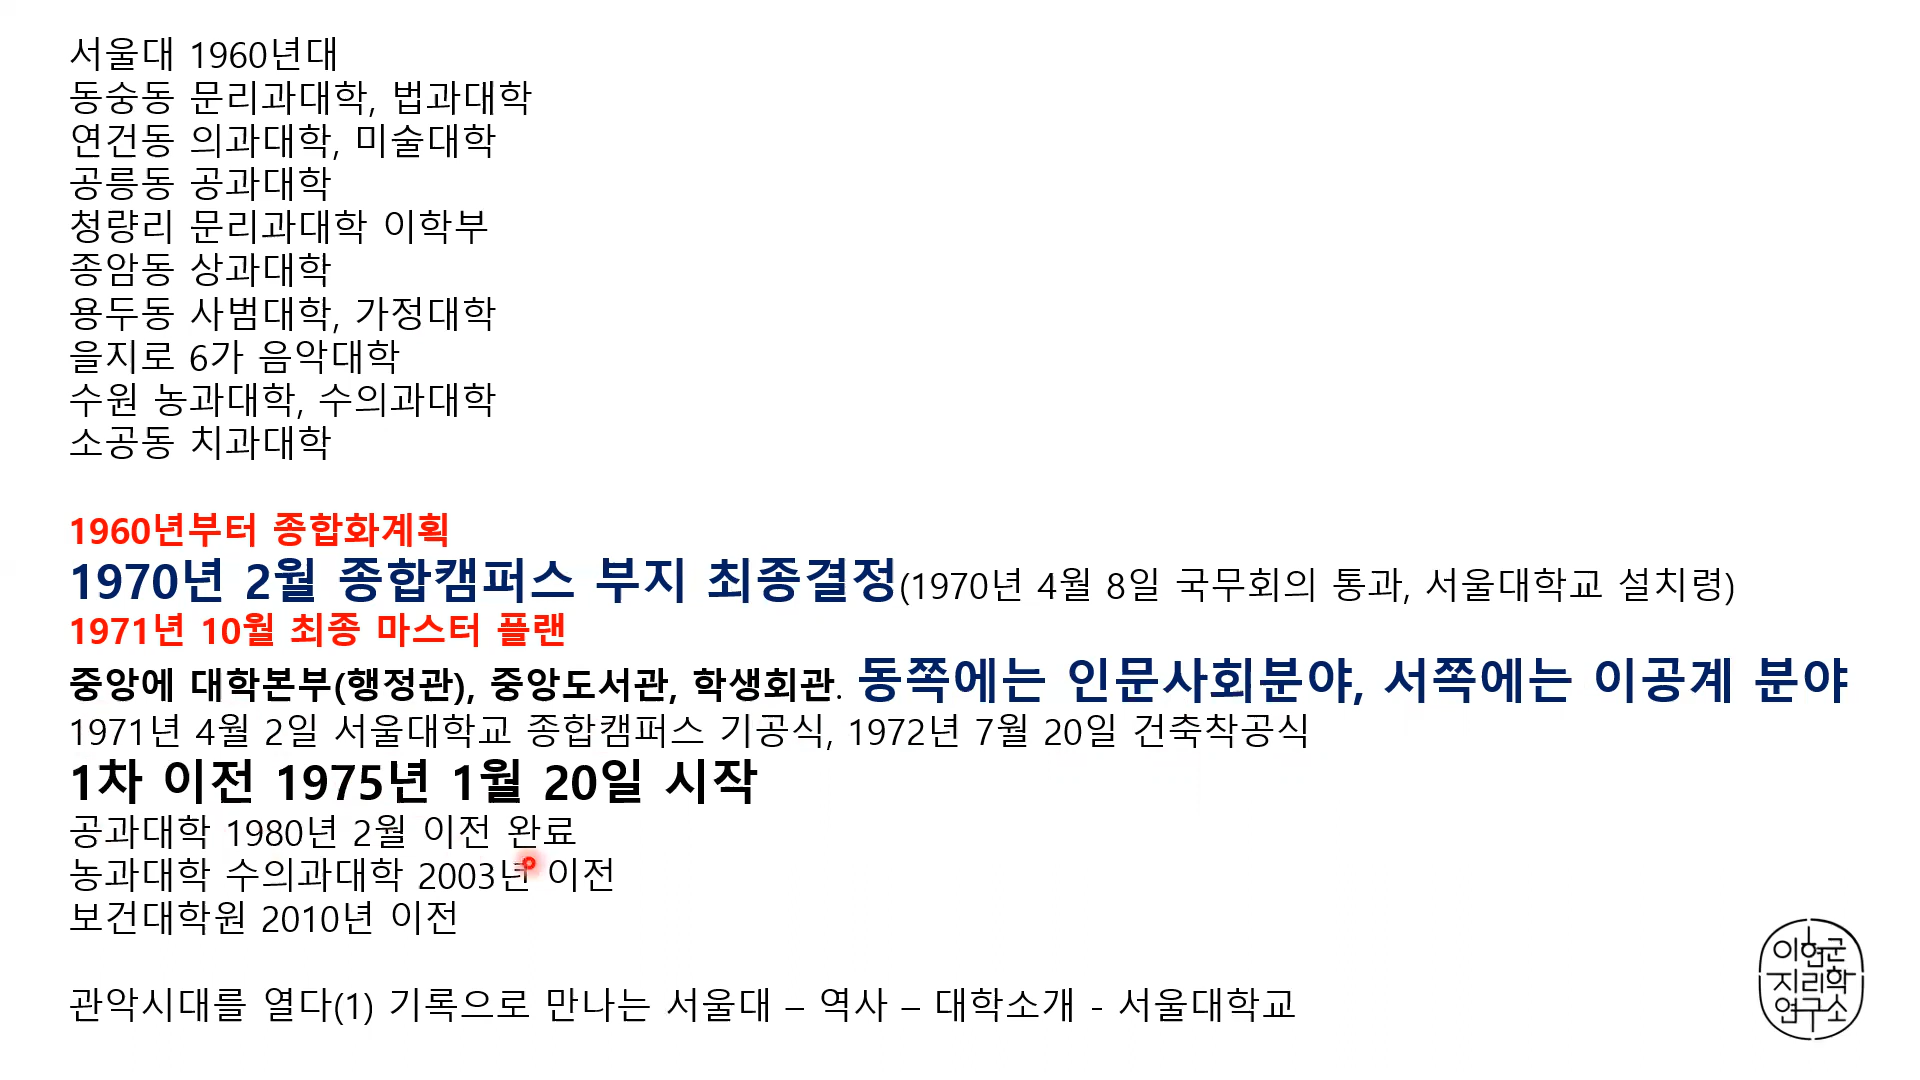 서울대 1960년대
동숭동 문리과대학, 법과대학
연건동 의과대학, 미술대학
공릉동 공과대학
청량리 문리과대학 이학부
종암동 상과대학
용두동 사범대학, 가정대학
을지로 6가 음악대학
수원 농과대학, 수의과대학
소공동 치과대학
1960년부터 종합화계획
1970년 2월 종합캠퍼스 부지 최종결정(1970년 4월 8일 국무회의 통과, 서울대학교 설치령)
1971년 10월 최종 마스터 플랜
중앙에 대학본부(행정관), 중앙도서관, 학생회관. 동쪽에는 인문사회분야, 서쪽에는 이공계 분야
1971년 4월 2일 서울대학교 종합캠퍼스 기공식, 1972년 7월 20일 건축착공식
1차 이전 1975년 1월 20일 시작
공과대학 1980년 2월 이전 완료
농과대학 수의과대학 2003년 이전
보건대학원 2010년 이전
관악시대를 열다(1) 기록으로 만나는 서울대 – 역사 – 대학소개 - 서울대학교
이현군
지리학
연구소